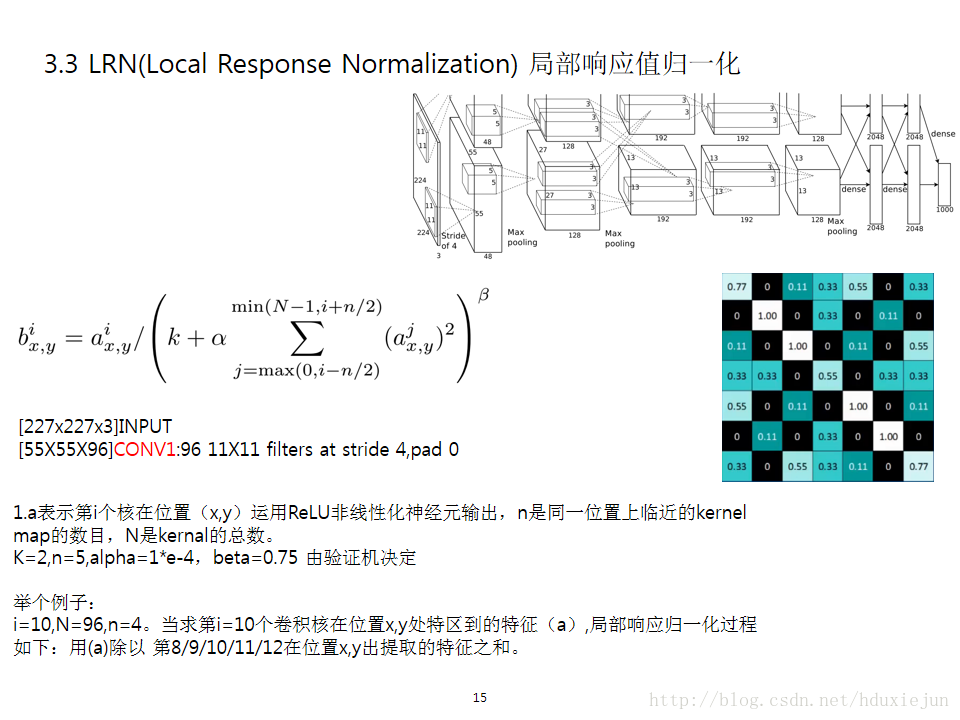 3.3 LRN(Local Response Normalization) 局部响应值归一化
11
11
224
11
11
224
3
Stride
of 4
5
5
48
55
5
5
55
48
Max
pooling
3
3
3
128
27
3
3
27
3
3
128
Max
pooling
3
3
192
13
3
3
13
192
3
3
192
13
3
3
13
192
128
13
13
128
Max
pooling
2048
2048
dense
dense
dense
2048
2048
1000
b^i_{x,y} = a^i_{x,y} / ( k + α ∑_{j=max(0,i−n/2)}^{min(N−1,i+n/2)} (a^j_{x,y})^2 )^β
0.77 0 0.11 0.33 0.55 0 0.33
0 1.00 0 0.33 0 0.11 0
0.11 0 1.00 0 0.11 0 0.55
0.33 0.33 0 0.55 0 0.33 0.33
0.55 0 0.11 0 1.00 0 0.11
0 0.11 0 0.33 0 1.00 0
0.33 0 0.55 0.33 0.11 0 0.77
[227x227x3]INPUT
[55X55X96]CONV1:96 11X11 filters at stride 4,pad 0
1.a表示第i个核在位置（x,y）运用ReLU非线性化神经元输出，n是同一位置上临近的kernel
map的数目，N是kernal的总数。
K=2,n=5,alpha=1*e-4，beta=0.75 由验证机决定
举个例子：
i=10,N=96,n=4。当求第i=10个卷积核在位置x,y处特区到的特征（a）,局部响应归一化过程
如下：用(a)除以 第8/9/10/11/12在位置x,y出提取的特征之和。
15
http://blog.csdn.net/hduxiejun